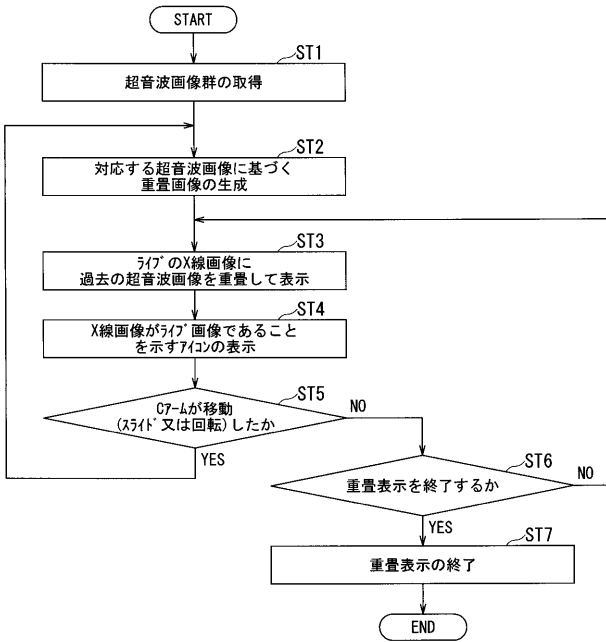 START
ST1
超音波画像群の取得
ST2
対応する超音波画像に基づく
重畳画像の生成
ST3
ﾗｲﾌﾞのX線画像に
過去の超音波画像を重畳して表示
ST4
X線画像がﾗｲﾌﾞ画像であること
を示すｱｲｺﾝの表示
ST5
Cｱｰﾑが移動
(ｽﾗｲﾄﾞ又は回転)したか
NO
YES
ST6
重畳表示を終了するか
NO
YES
ST7
重畳表示の終了
END